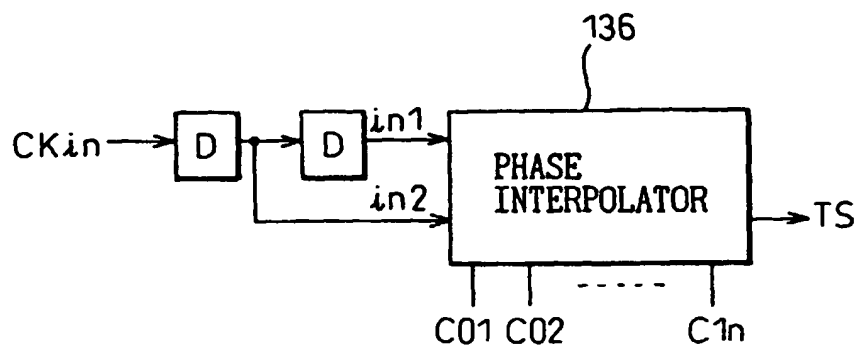 136
CKin
D
D
in1
in2
PHASE
INTERPOLATOR
TS
C01 C02 C1n